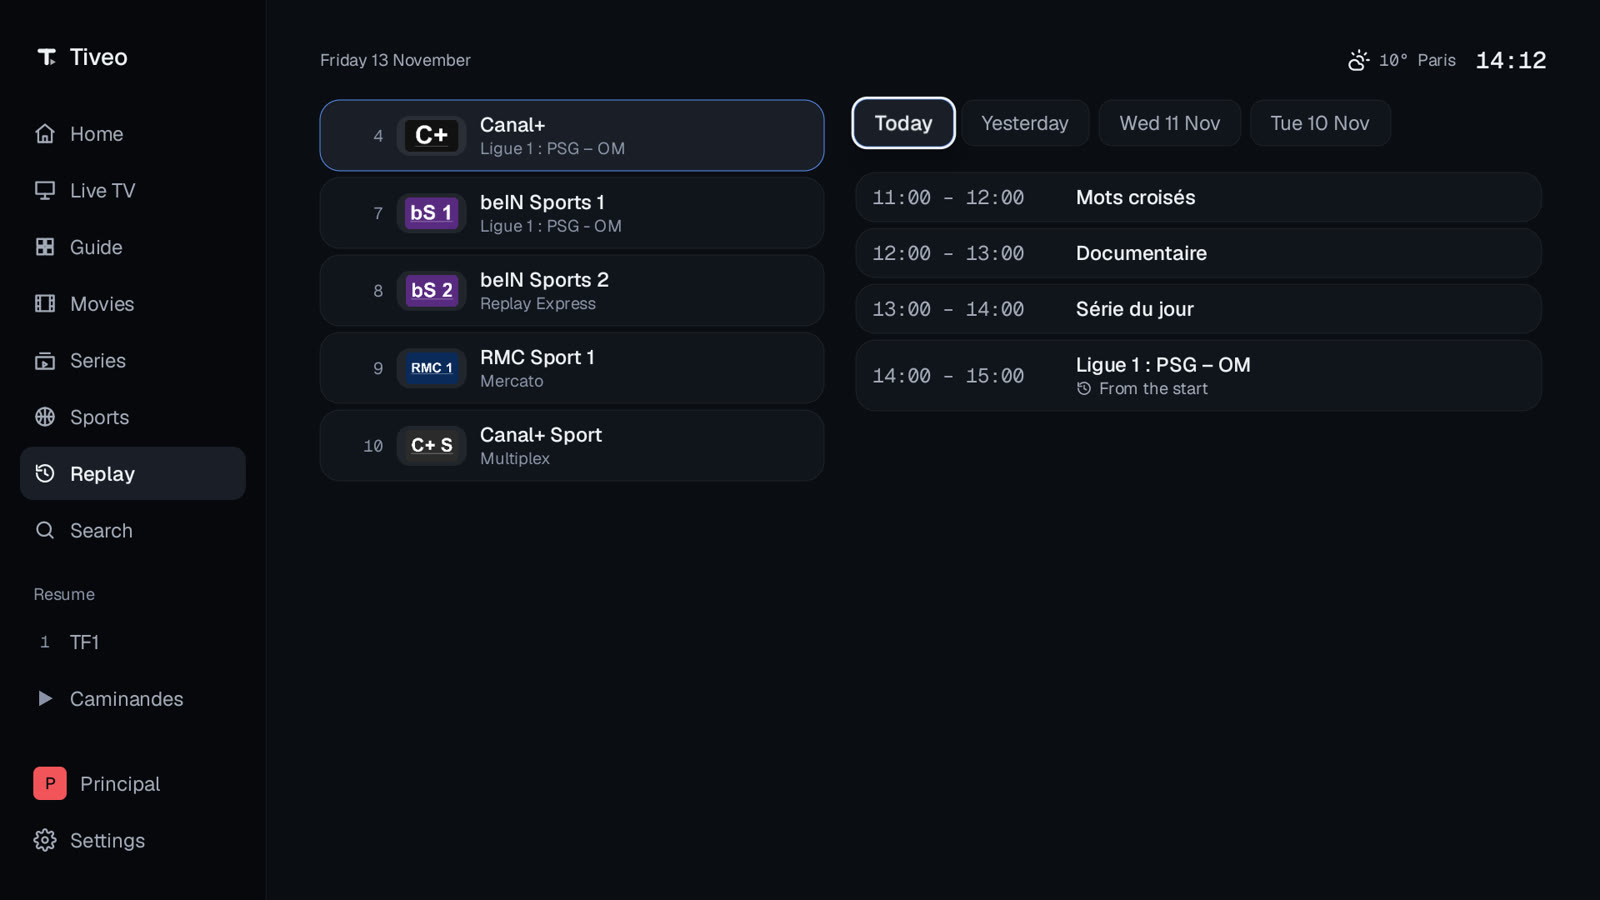 Tiveo
Home
Live TV
Guide
Movies
Series
Sports
Replay
Search
Resume
1 TF1
Caminandes
P Principal
Settings
Friday 13 November
10° Paris 14:12
4 C+ Canal+
Ligue 1 : PSG – OM
7 bS 1 beIN Sports 1
Ligue 1 : PSG - OM
8 bS 2 beIN Sports 2
Replay Express
9 RMC 1 RMC Sport 1
Mercato
10 C+ S Canal+ Sport
Multiplex
Today Yesterday Wed 11 Nov Tue 10 Nov
11:00 – 12:00 Mots croisés
12:00 – 13:00 Documentaire
13:00 – 14:00 Série du jour
14:00 – 15:00 Ligue 1 : PSG – OM
From the start